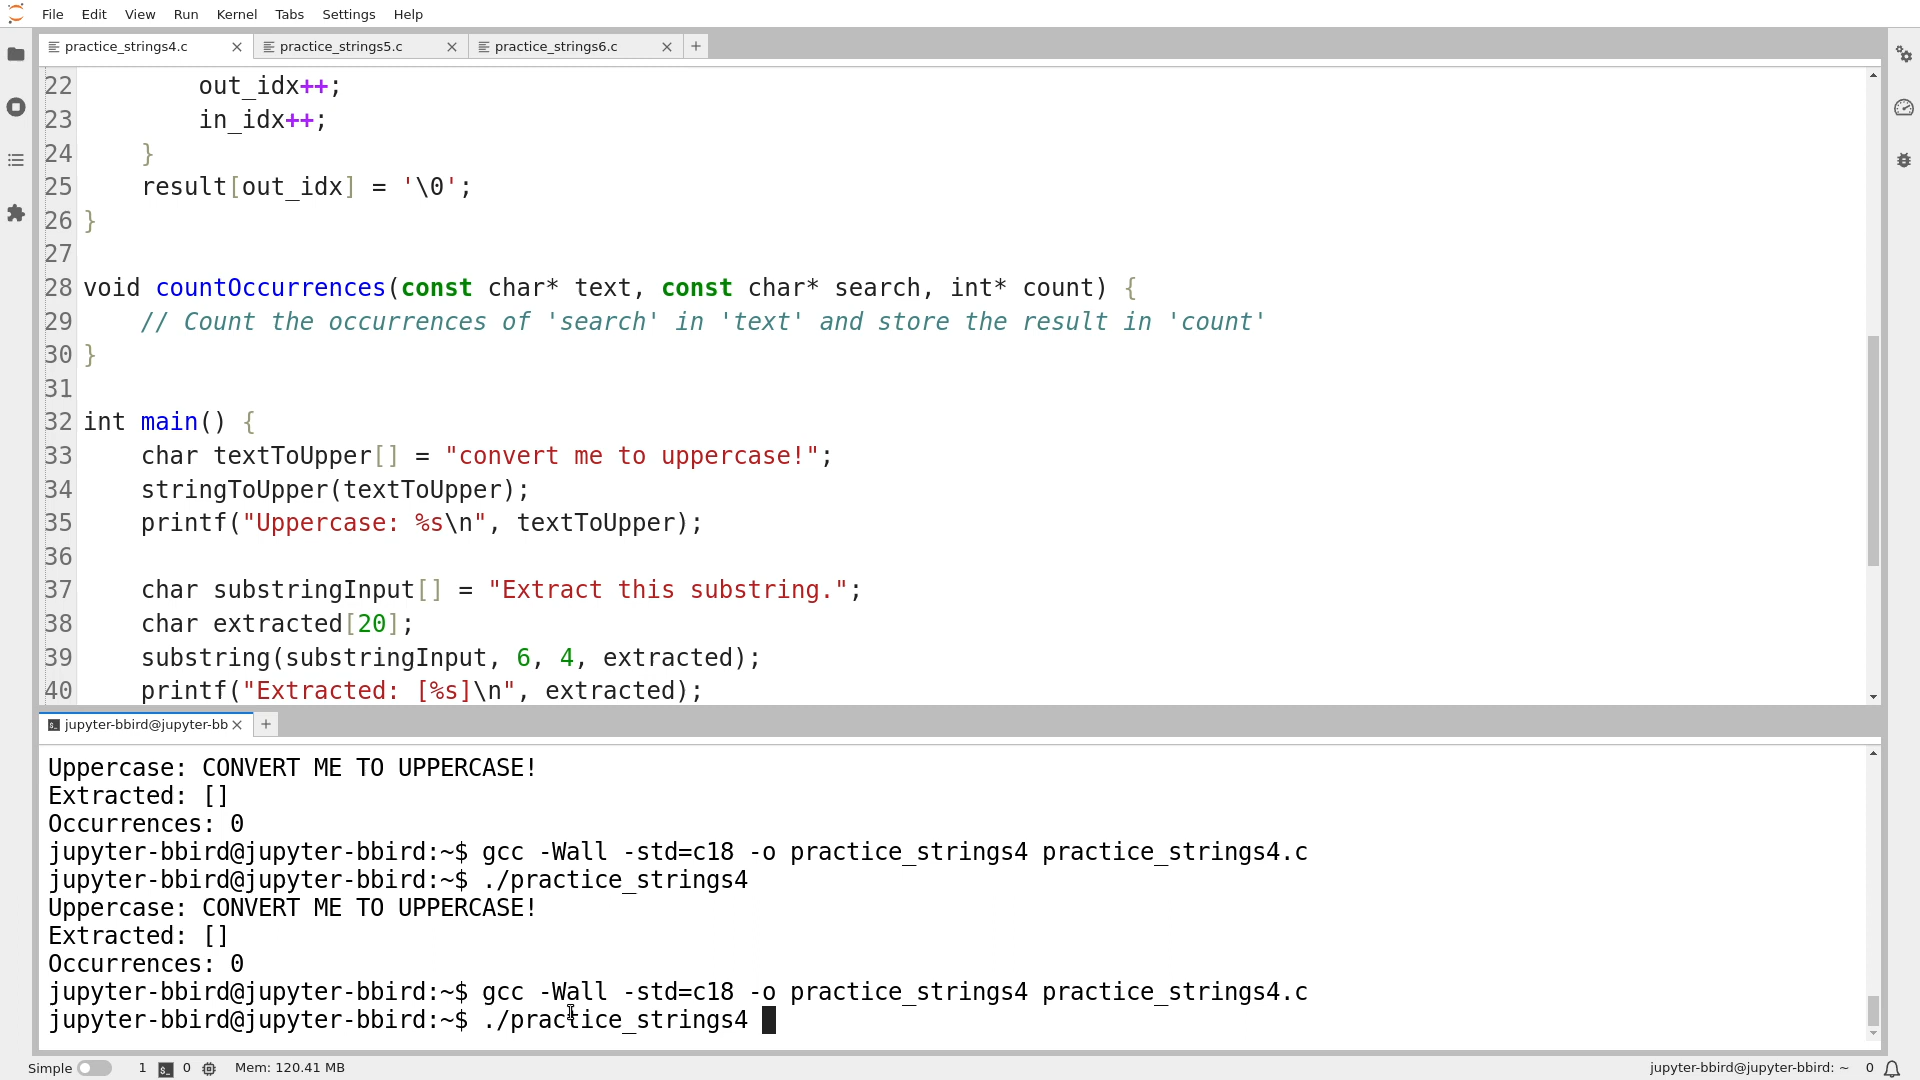 File Edit View Run Kernel Tabs Settings Help
practice_strings4.c practice_strings5.c practice_strings6.c
22         out_idx++;
23         in_idx++;
24     }
25     result[out_idx] = '\0';
26 }
27
28 void countOccurrences(const char* text, const char* search, int* count) {
29     // Count the occurrences of 'search' in 'text' and store the result in 'count'
30 }
31
32 int main() {
33     char textToUpper[] = "convert me to uppercase!";
34     stringToUpper(textToUpper);
35     printf("Uppercase: %s\n", textToUpper);
36
37     char substringInput[] = "Extract this substring.";
38     char extracted[20];
39     substring(substringInput, 6, 4, extracted);
40     printf("Extracted: [%s]\n", extracted);
jupyter-bbird@jupyter-bb
Uppercase: CONVERT ME TO UPPERCASE!
Extracted: []
Occurrences: 0
jupyter-bbird@jupyter-bbird:~$ gcc -Wall -std=c18 -o practice_strings4 practice_strings4.c
jupyter-bbird@jupyter-bbird:~$ ./practice_strings4
Uppercase: CONVERT ME TO UPPERCASE!
Extracted: []
Occurrences: 0
jupyter-bbird@jupyter-bbird:~$ gcc -Wall -std=c18 -o practice_strings4 practice_strings4.c
jupyter-bbird@jupyter-bbird:~$ ./practice_strings4
Simple 1 0 Mem: 120.41 MB jupyter-bbird@jupyter-bbird: ~ 0